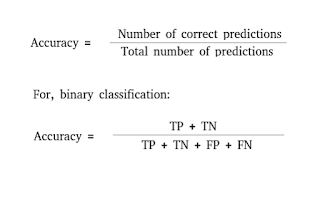 Accuracy = Number of correct predictions
Total number of predictions
For, binary classification:
Accuracy = TP + TN
TP + TN + FP + FN